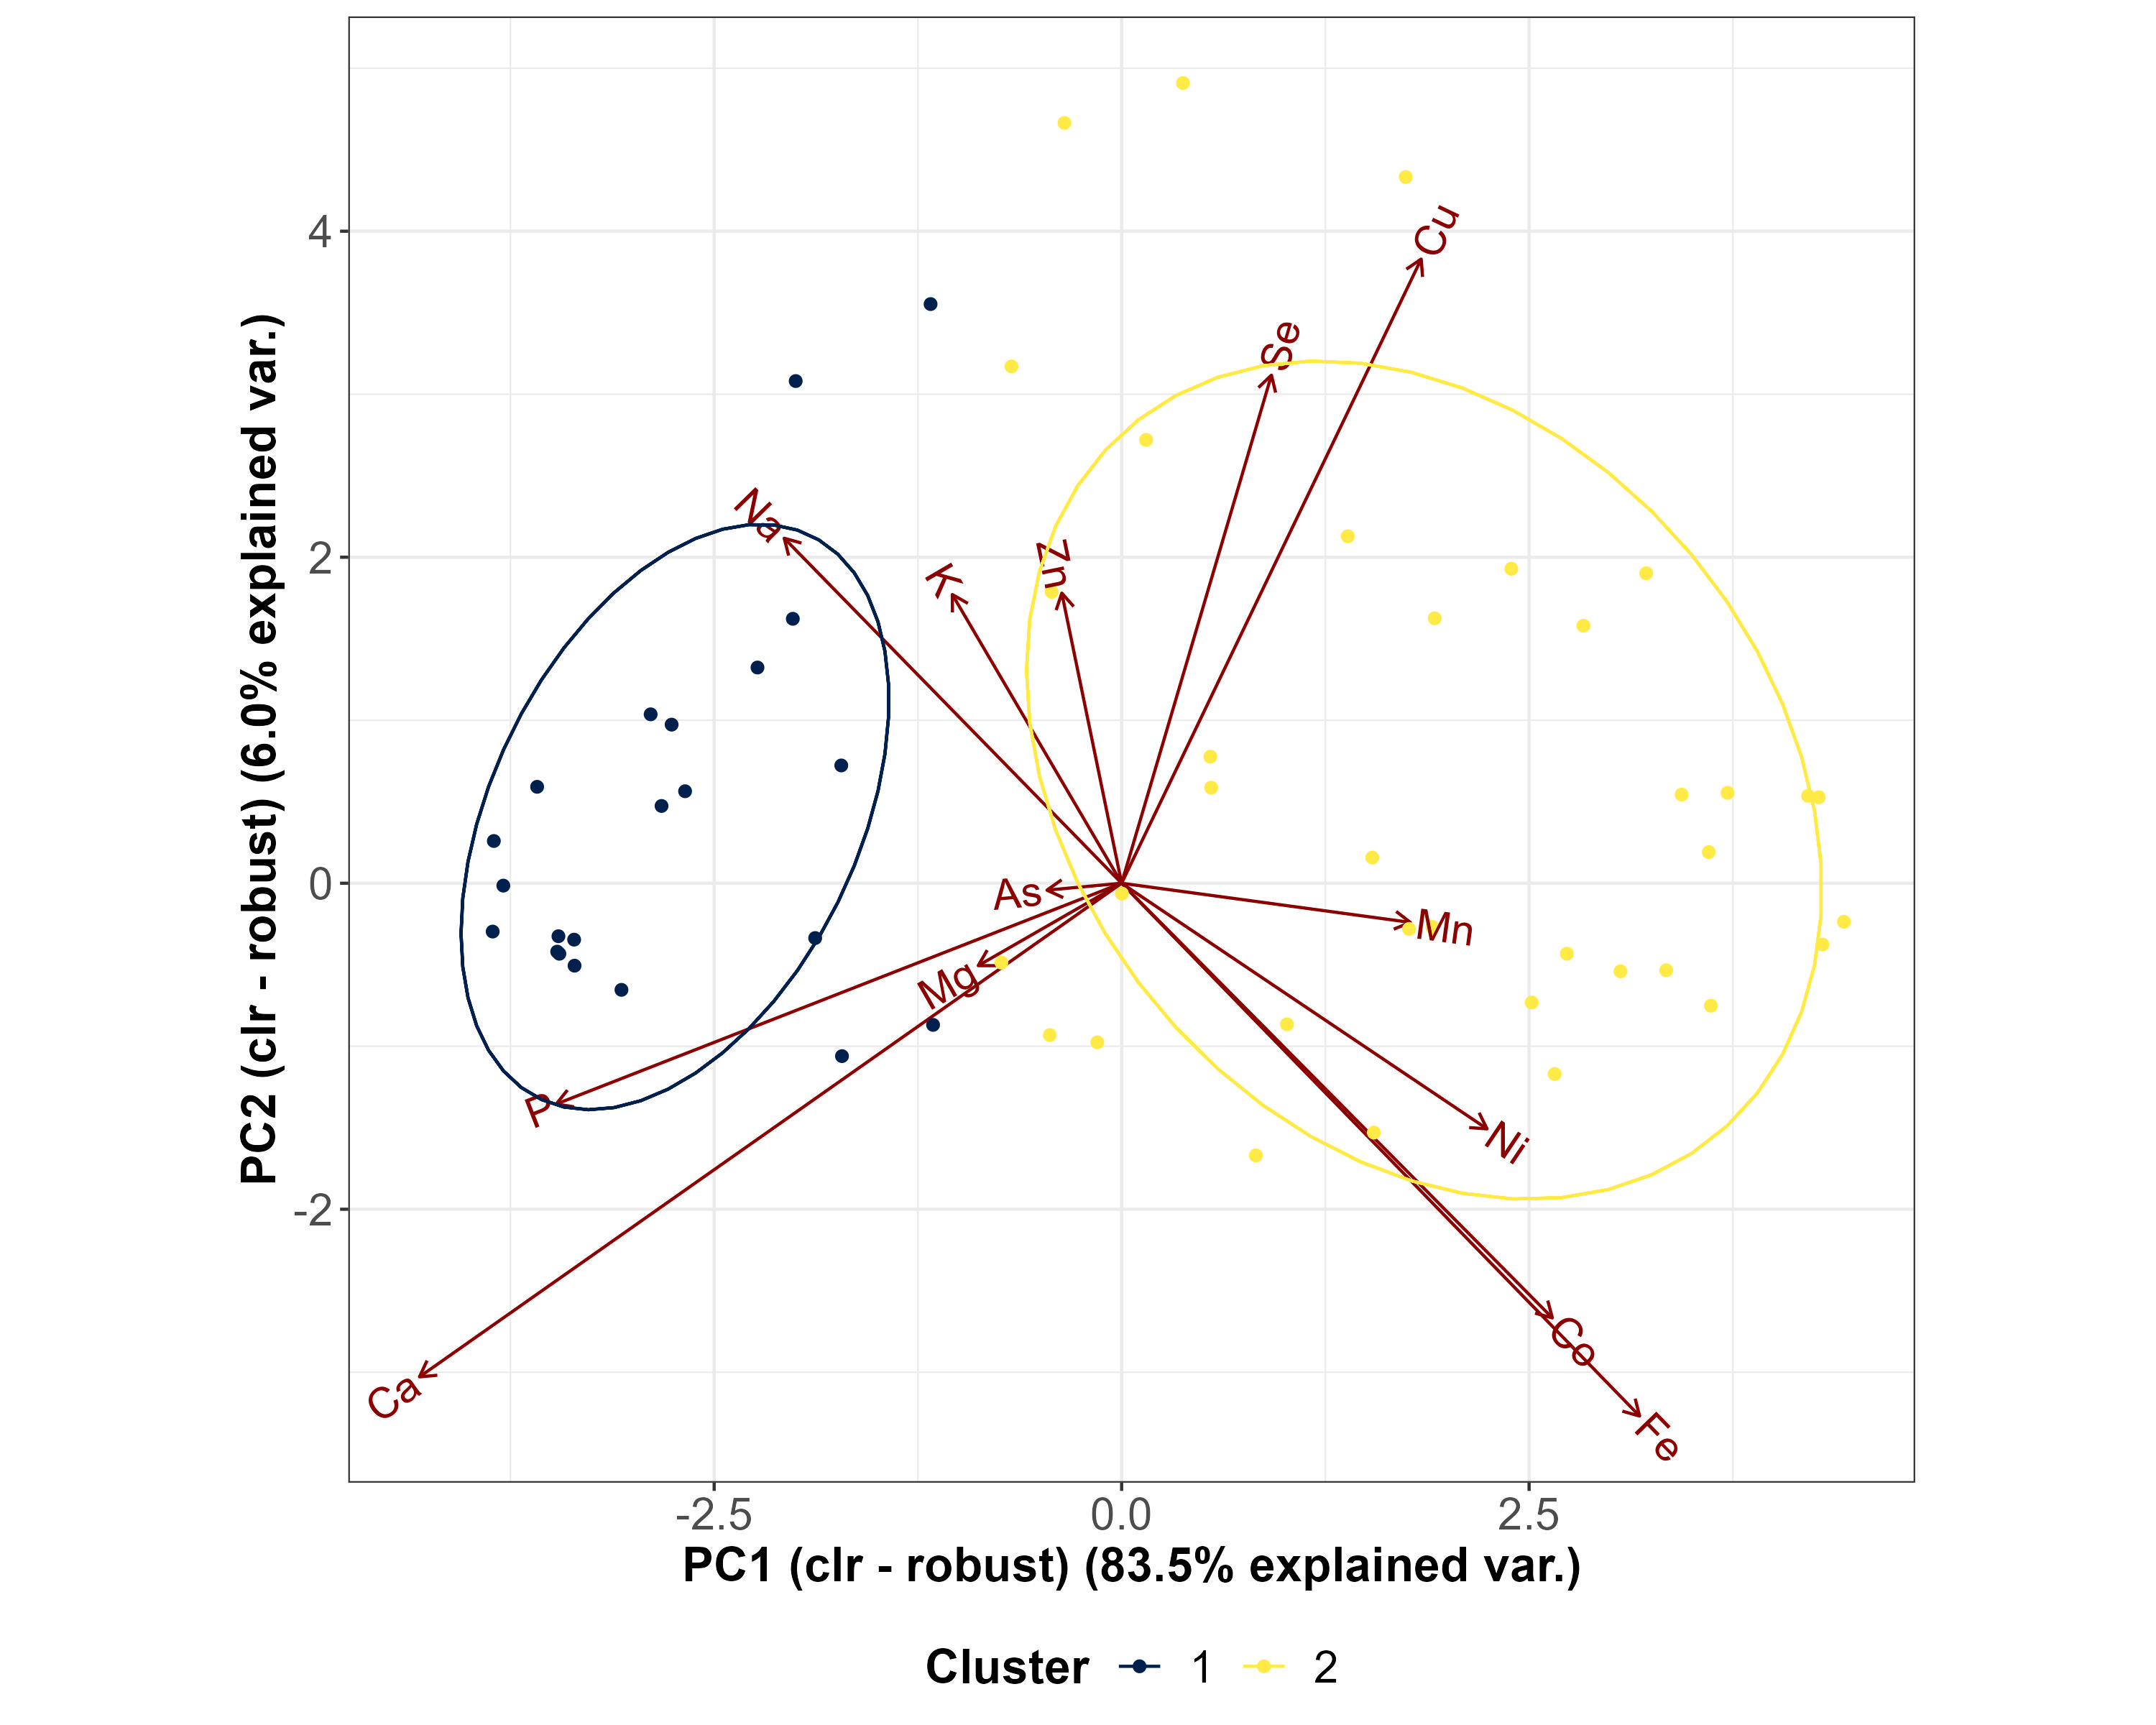 Cu
4
Se
Na
2
Zn
K
0
As
Mn
Mg
P
Ni
-2
Co
Ca
Fe
PC2 (clr - robust) (6.0% explained var.)
-2.5
0.0
2.5
PC1 (clr - robust) (83.5% explained var.)
Cluster 1 2